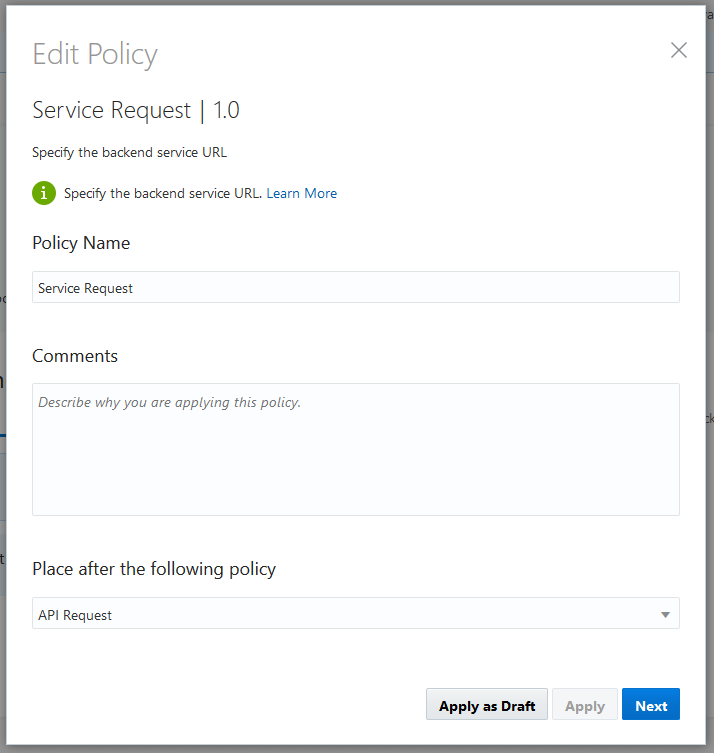 Edit Policy
Service Request | 1.0
Specify the backend service URL
Specify the backend service URL. Learn More
Policy Name
Service Request
Comments
Describe why you are applying this policy.
Place after the following policy
API Request
Apply as Draft Apply Next